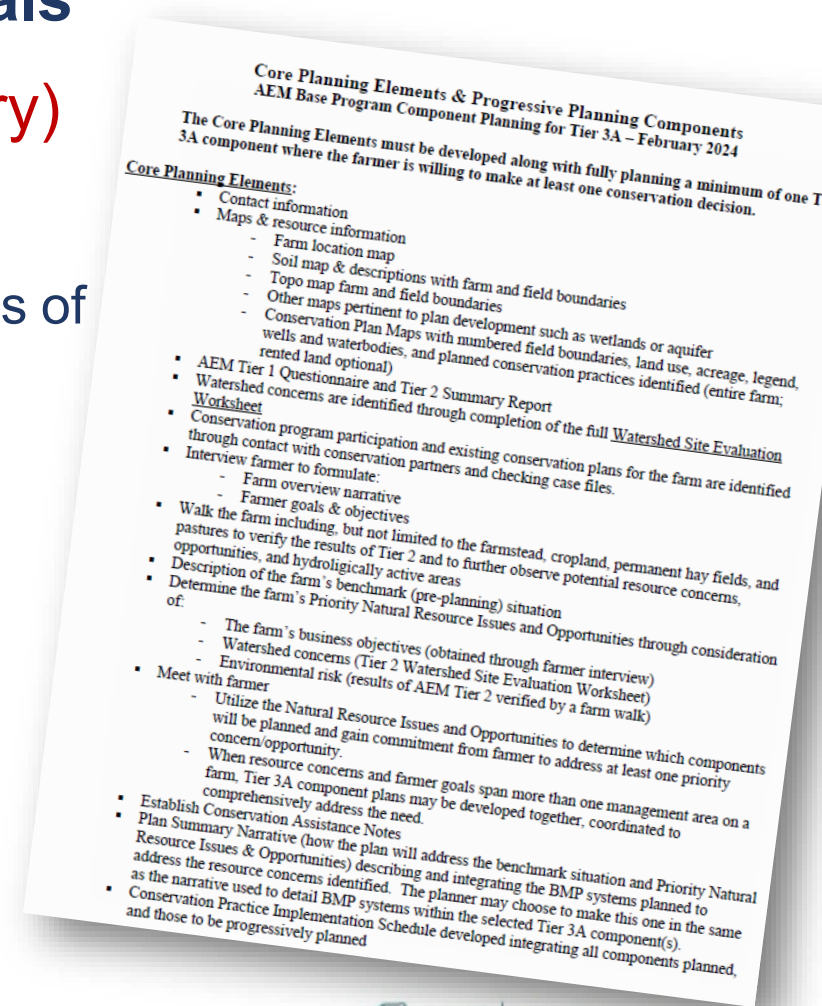 als
ry)
s of
Core Planning Elements & Progressive Planning Components
AEM Base Program Component Planning for Tier 3A – February 2024
The Core Planning Elements must be developed along with fully planning a minimum of one T
3A component where the farmer is willing to make at least one conservation decision.
Core Planning Elements:
▪ Contact information
▪ Maps & resource information
- Farm location map
- Soil map & descriptions with farm and field boundaries
- Topo map farm and field boundaries
- Other maps pertinent to plan development such as wetlands or aquifer
- Conservation Plan Maps with numbered field boundaries, land use, acreage, legend,
wells and waterbodies, and planned conservation practices identified (entire farm;
rented land optional)
▪ AEM Tier 1 Questionnaire and Tier 2 Summary Report
▪ Watershed concerns are identified through completion of the full Watershed Site Evaluation
Worksheet
▪ Conservation program participation and existing conservation plans for the farm are identified
through contact with conservation partners and checking case files.
▪ Interview farmer to formulate:
- Farm overview narrative
- Farmer goals & objectives
▪ Walk the farm including, but not limited to the farmstead, cropland, permanent hay fields, and
pastures to verify the results of Tier 2 and to further observe potential resource concerns,
opportunities, and hydroligically active areas
▪ Description of the farm's benchmark (pre-planning) situation
▪ Determine the farm's Priority Natural Resource Issues and Opportunities through consideration
of:
- The farm's business objectives (obtained through farmer interview)
- Watershed concerns (Tier 2 Watershed Site Evaluation Worksheet)
- Environmental risk (results of AEM Tier 2 verified by a farm walk)
▪ Meet with farmer
- Utilize the Natural Resource Issues and Opportunities to determine which components
will be planned and gain commitment from farmer to address at least one priority
concern/opportunity.
- When resource concerns and farmer goals span more than one management area on a
farm, Tier 3A component plans may be developed together, coordinated to
comprehensively address the need.
▪ Establish Conservation Assistance Notes
▪ Plan Summary Narrative (how the plan will address the benchmark situation and Priority Natural
Resource Issues & Opportunities) describing and integrating the BMP systems planned to
address the resource concerns identified. The planner may choose to make this one in the same
as the narrative used to detail BMP systems within the selected Tier 3A component(s).
▪ Conservation Practice Implementation Schedule developed integrating all components planned,
and those to be progressively planned